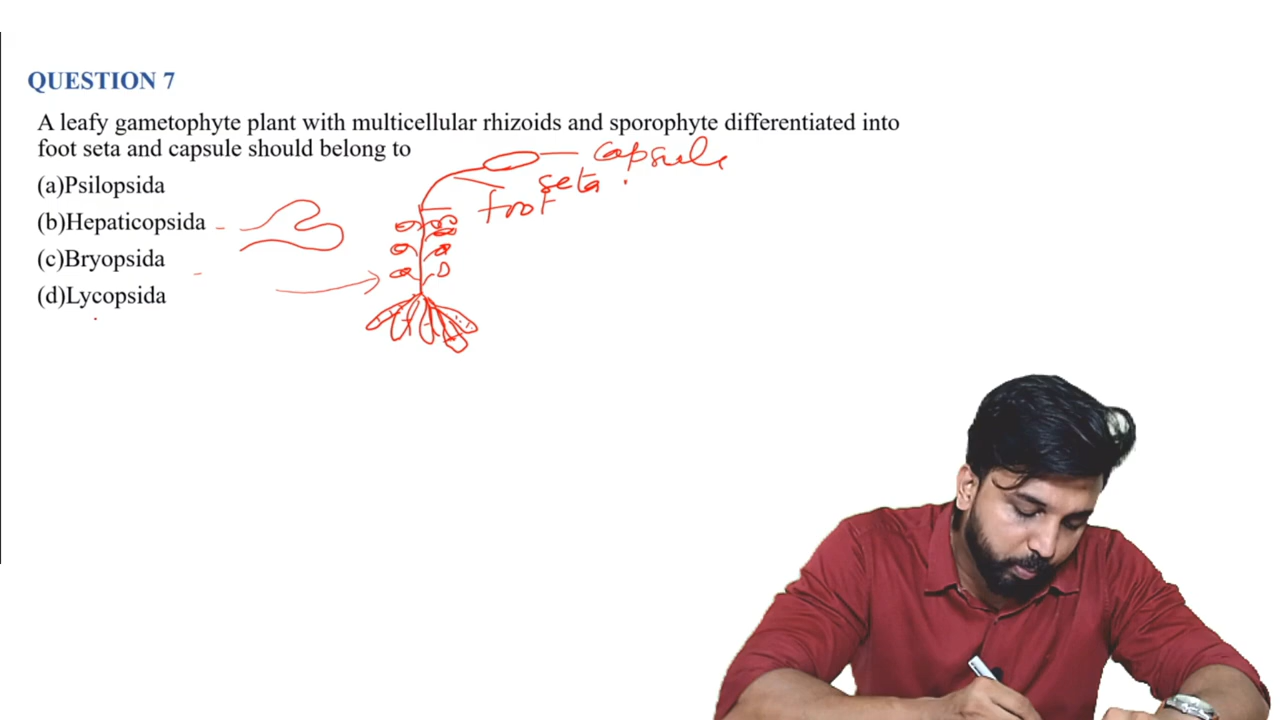 QUESTION 7
A leafy gametophyte plant with multicellular rhizoids and sporophyte differentiated into
foot seta and capsule should belong to
capsule
(a)Psilopsida
seta
foot
(b)Hepaticopsida
(c)Bryopsida
(d)Lycopsida